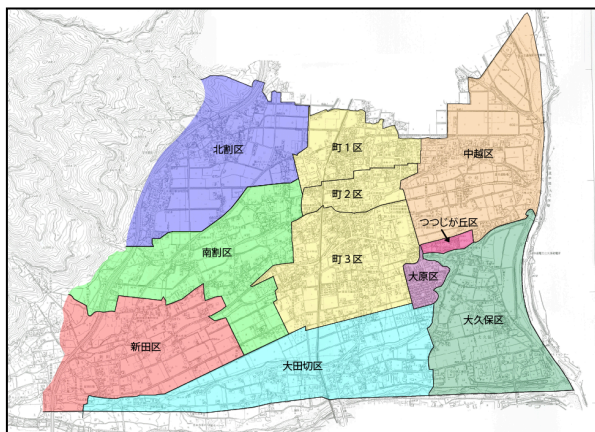 北割区
町1区
中越区
町2区
つつじが丘区
南割区
町3区
大原区
大久保区
新田区
大田切区